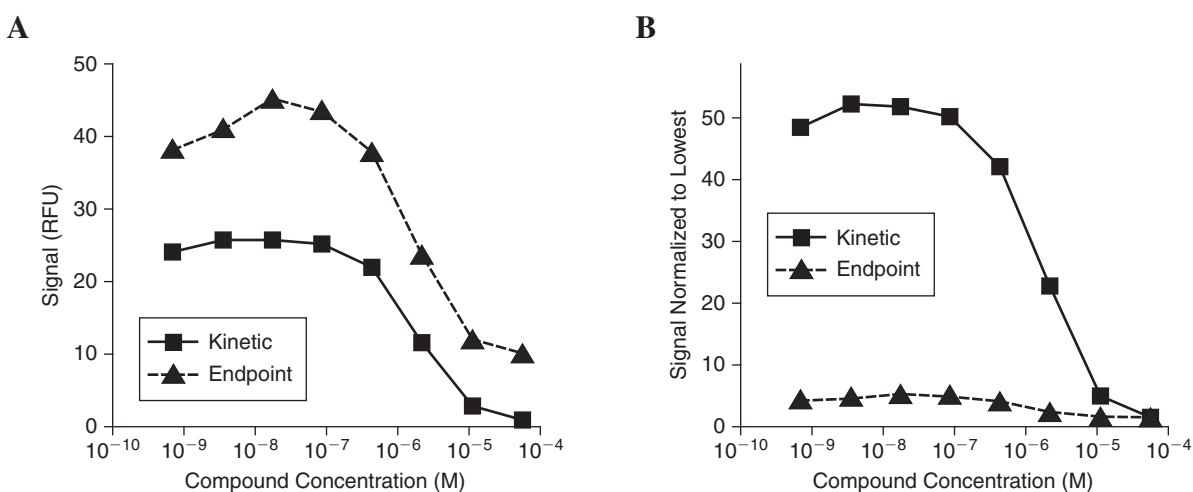 A
50
40
30
20
10
0
Signal (RFU)
Kinetic
Endpoint
10−10
10−9
10−8
10−7
10−6
10−5
10−4
Compound Concentration (M)
B
50
40
30
20
10
0
Signal Normalized to Lowest
Kinetic
Endpoint
10−10
10−9
10−8
10−7
10−6
10−5
10−4
Compound Concentration (M)